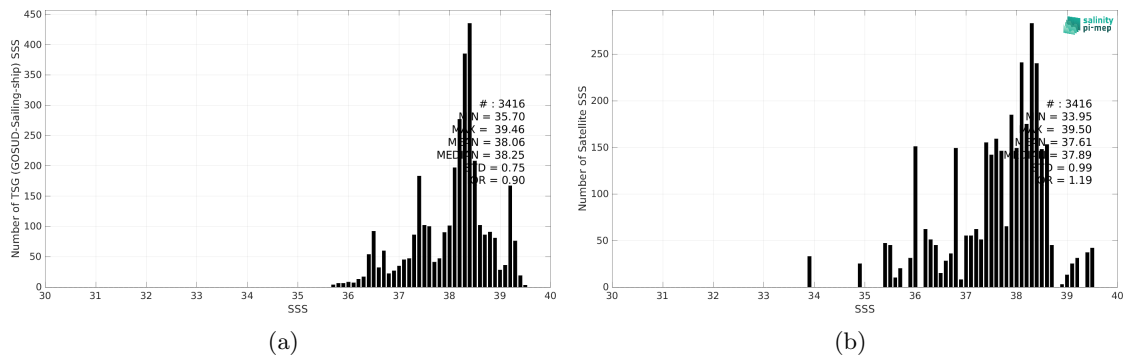 450
400
350
300
250
200
150
100
50
0
Number of TSG (GOSUD-Sailing-ship) SSS
# : 3416
MIN = 35.70
MAX = 39.46
MEAN = 38.06
MEDIAN = 38.25
STD = 0.75
IQR = 0.90
30 31 32 33 34 35 36 37 38 39 40
SSS
(a)
salinity
pi-mep
250
200
150
100
50
0
Number of Satellite SSS
# : 3416
MIN = 33.95
MAX = 39.50
MEAN = 37.61
MEDIAN = 37.89
STD = 0.99
IQR = 1.19
30 31 32 33 34 35 36 37 38 39 40
SSS
(b)